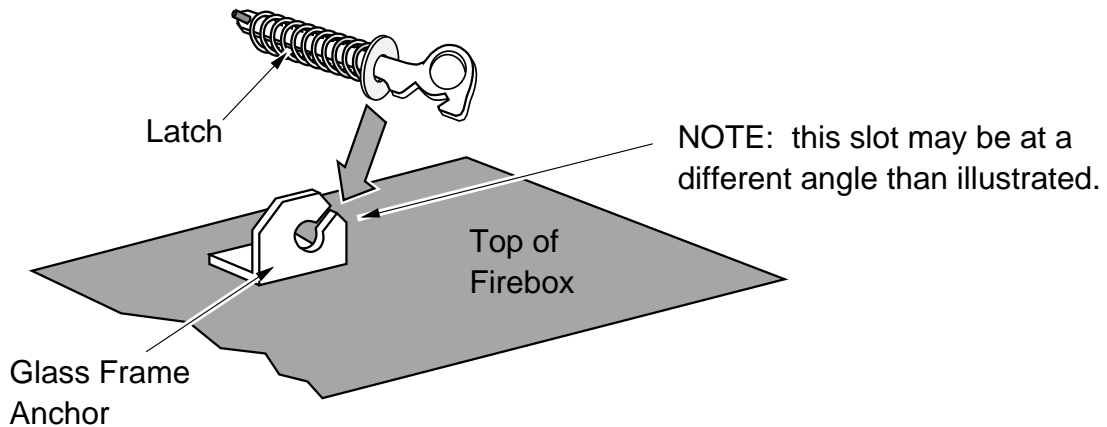 Latch
NOTE:  this slot may be at a
different angle than illustrated.
Top of
Firebox
Glass Frame
Anchor